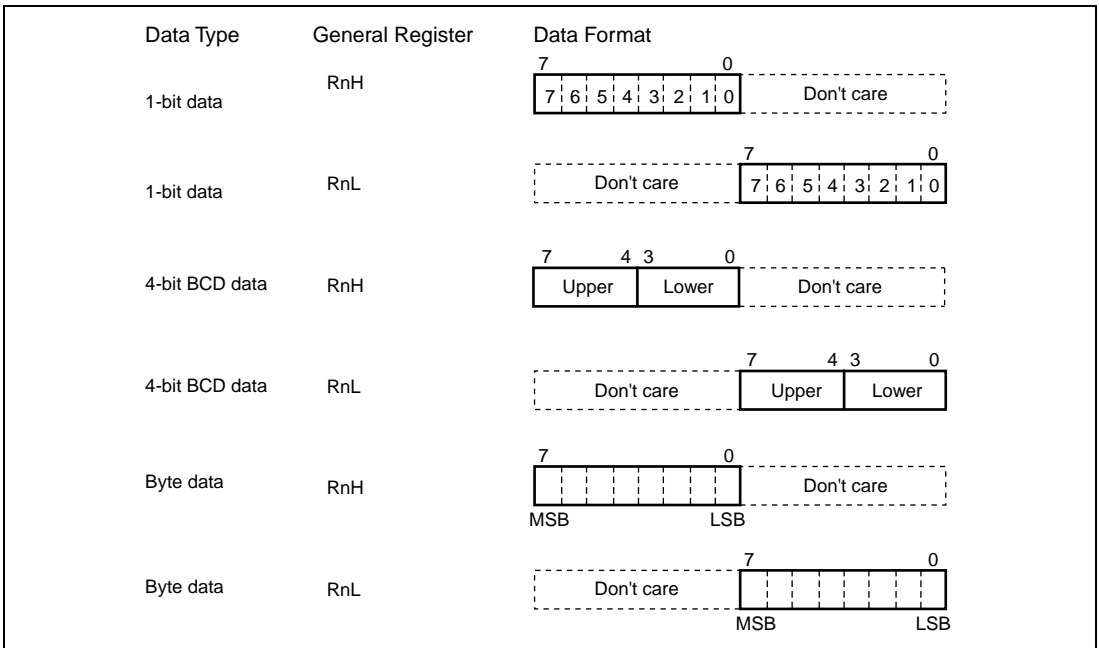 Data Type General Register Data Format
7 0
1-bit data RnH 7 6 5 4 3 2 1 0 Don't care
7 0
1-bit data RnL Don't care 7 6 5 4 3 2 1 0
7 4 3 0
4-bit BCD data RnH Upper Lower Don't care
7 4 3 0
4-bit BCD data RnL Don't care Upper Lower
7 0
Byte data RnH Don't care
MSB LSB
7 0
Byte data RnL Don't care
MSB LSB